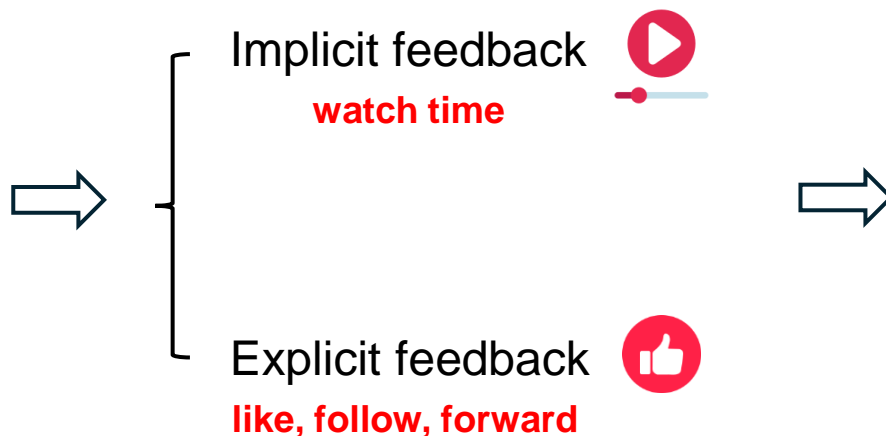 Implicit feedback
watch time
Explicit feedback
like, follow, forward